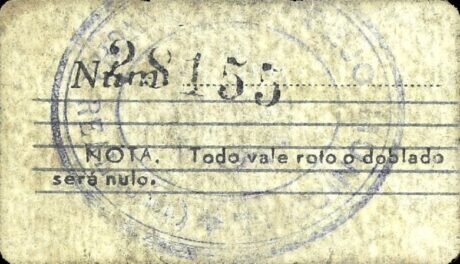 Núm. 28155
NOTA. Todo vale roto o doblado
será nulo.